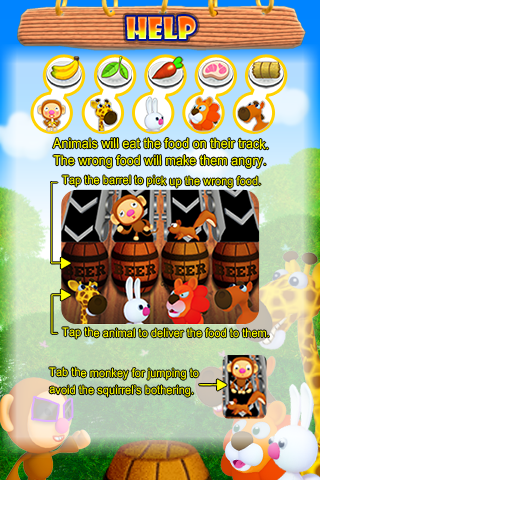 HELP
Animals will eat the food on their track.
The wrong food will make them angry.
Tap the barrel to pick up the wrong food.
BEER BEER BEER BEER
Tap the animal to deliver the food to them.
Tab the monkey for jumping to
avoid the squirrel's bothering.